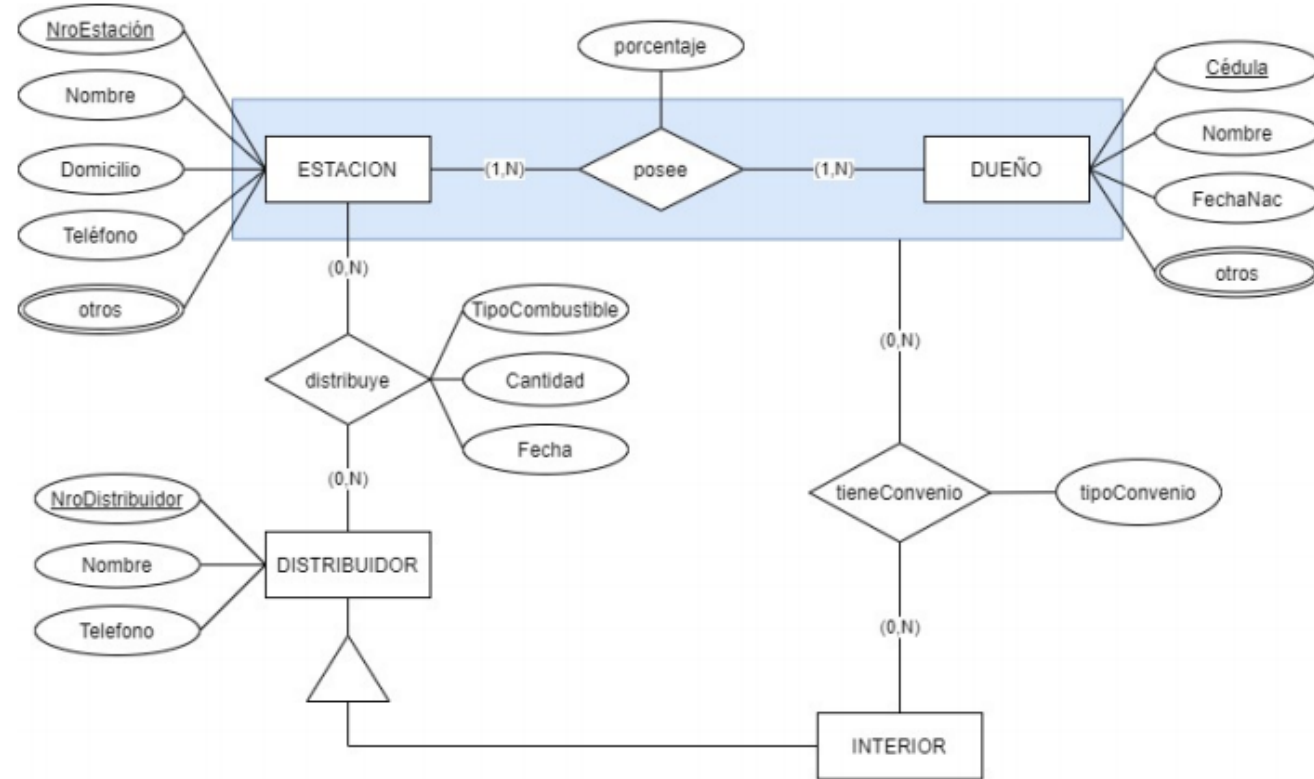 NroEstación
porcentaje
Cédula
Nombre
Nombre
Domicilio
ESTACION
(1,N)
posee
(1,N)
DUEÑO
FechaNac
Teléfono
otros
(0,N)
otros
TipoCombustible
(0,N)
distribuye
Cantidad
Fecha
(0,N)
NroDistribuidor
tieneConvenio
tipoConvenio
Nombre
DISTRIBUIDOR
Telefono
(0,N)
INTERIOR